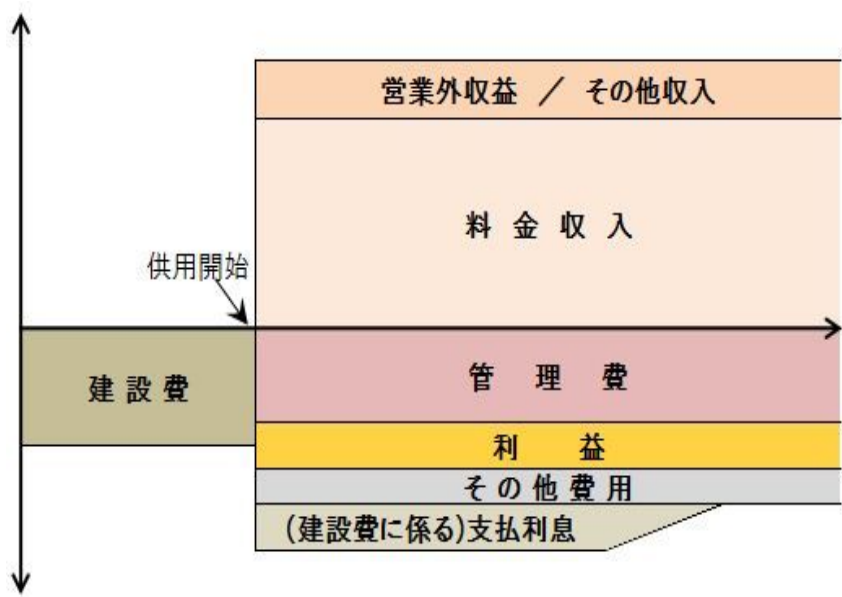 営業外収益 / その他収入
料金収入
供用開始
建設費
管理費
利益
その他費用
(建設費に係る)支払利息